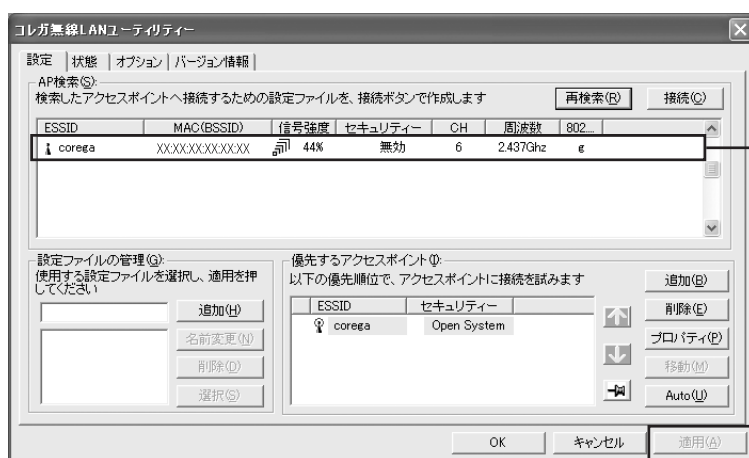 コレガ無線LANユーティリティー
設定 状態 オプション バージョン情報
AP検索(S):
検索したアクセスポイントへ接続するための設定ファイルを、接続ボタンで作成します 再検索(R) 接続(C)
ESSID MAC(BSSID) 信号強度 セキュリティー CH 周波数 802...
corega XX:XX:XX:XX:XX:XX 44% 無効 6 2.437Ghz g
設定ファイルの管理(G):
使用する設定ファイルを選択し、適用を押
してください
追加(H)
名前変更(N)
削除(D)
選択(S)
優先するアクセスポイント(I):
以下の優先順位で、アクセスポイントに接続を試みます
ESSID セキュリティー
corega Open System
追加(B)
削除(E)
プロパティ(P)
移動(M)
Auto(U)
OK キャンセル 適用(A)